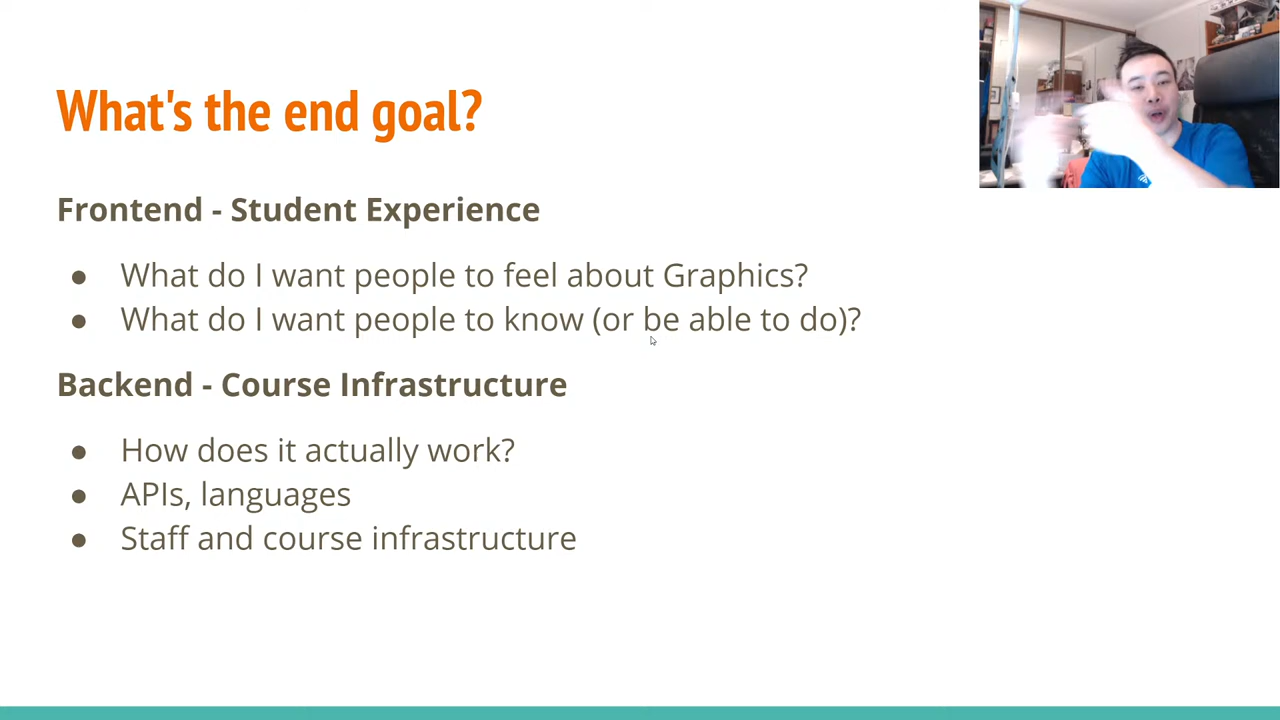 What's the end goal?
Frontend - Student Experience
● What do I want people to feel about Graphics?
● What do I want people to know (or be able to do)?
Backend - Course Infrastructure
● How does it actually work?
● APIs, languages
● Staff and course infrastructure